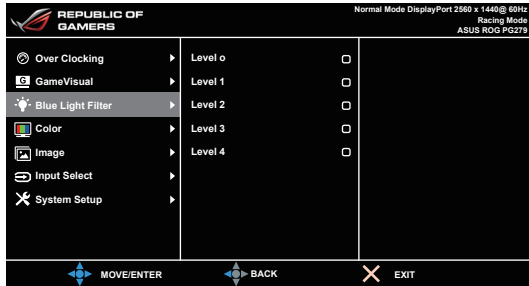 REPUBLIC OF
GAMERS
Normal Mode DisplayPort 2560 x 1440@ 60Hz
Racing Mode
ASUS ROG PG279
Over Clocking
G GameVisual
Blue Light Filter
Color
Image
Input Select
System Setup
Level o
Level 1
Level 2
Level 3
Level 4
MOVE/ENTER
BACK
EXIT